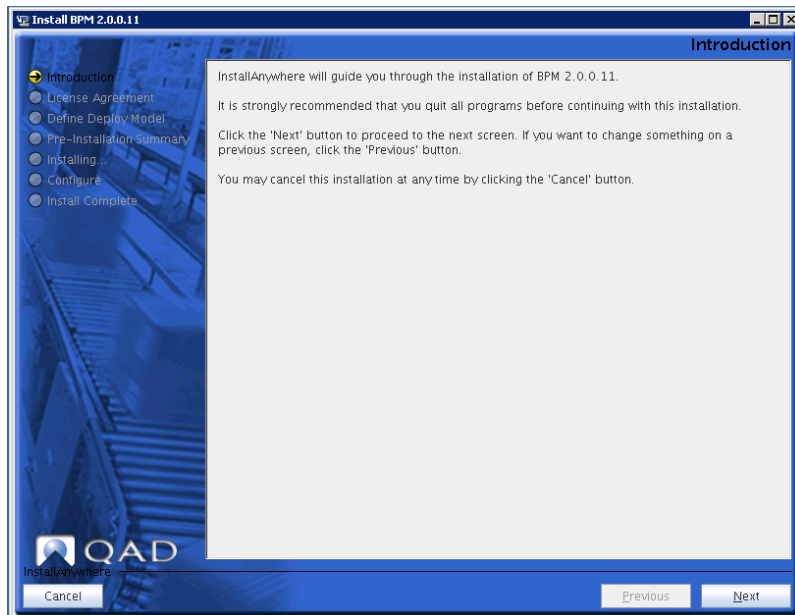 Install BPM 2.0.0.11
Introduction
Introduction
License Agreement
Define Deploy Model
Pre-Installation Summary
Installing...
Configure
Install Complete
InstallAnywhere will guide you through the installation of BPM 2.0.0.11.
It is strongly recommended that you quit all programs before continuing with this installation.
Click the 'Next' button to proceed to the next screen. If you want to change something on a
previous screen, click the 'Previous' button.
You may cancel this installation at any time by clicking the 'Cancel' button.
QAD
InstallAnywhere
Cancel
Previous
Next